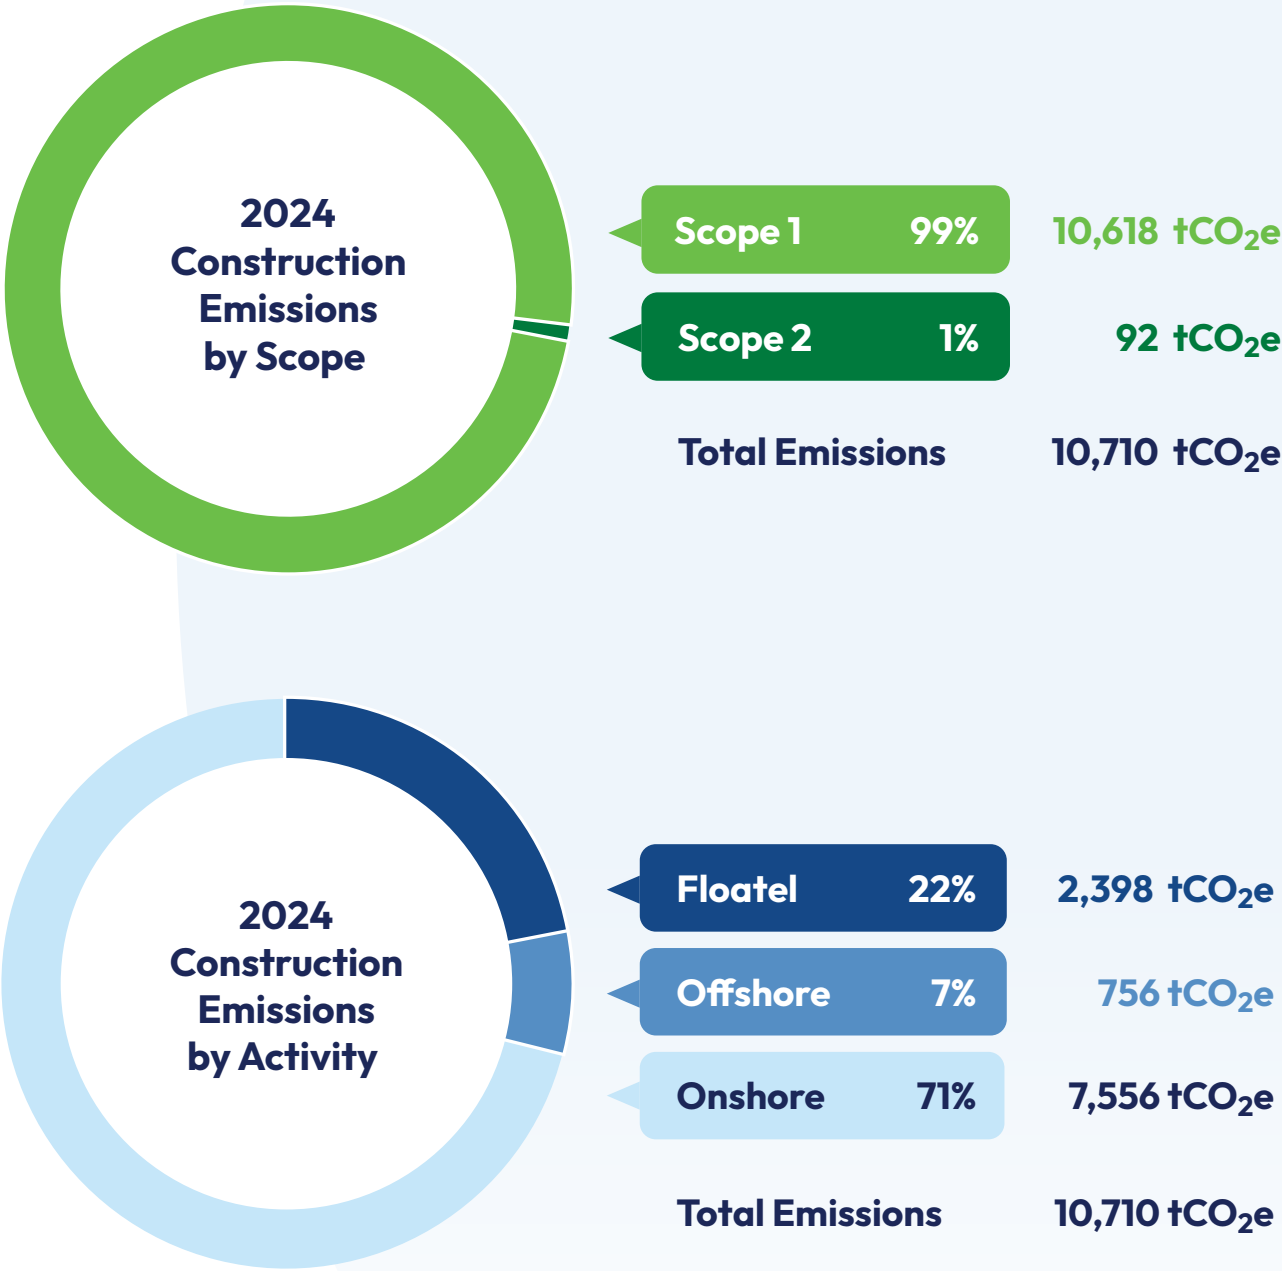 2024
Construction
Emissions
by Scope
Scope 1 99% 10,618 tCO₂e
Scope 2 1% 92 tCO₂e
Total Emissions 10,710 tCO₂e
2024
Construction
Emissions
by Activity
Floatel 22% 2,398 tCO₂e
Offshore 7% 756 tCO₂e
Onshore 71% 7,556 tCO₂e
Total Emissions 10,710 tCO₂e